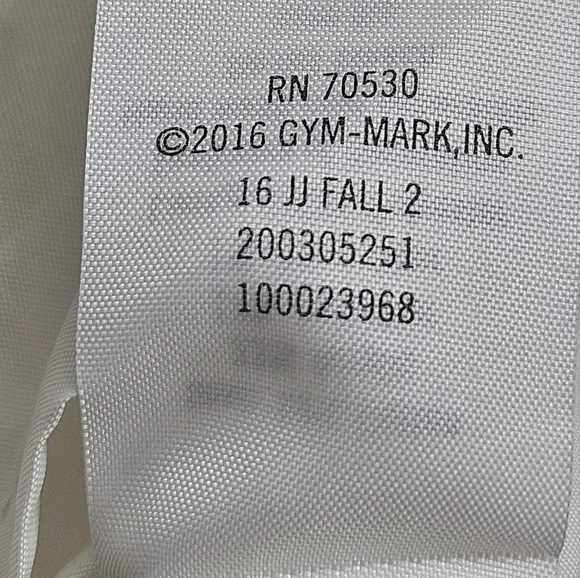 RN 70530
©2016 GYM-MARK,INC.
16 JJ FALL 2
200305251
100023968